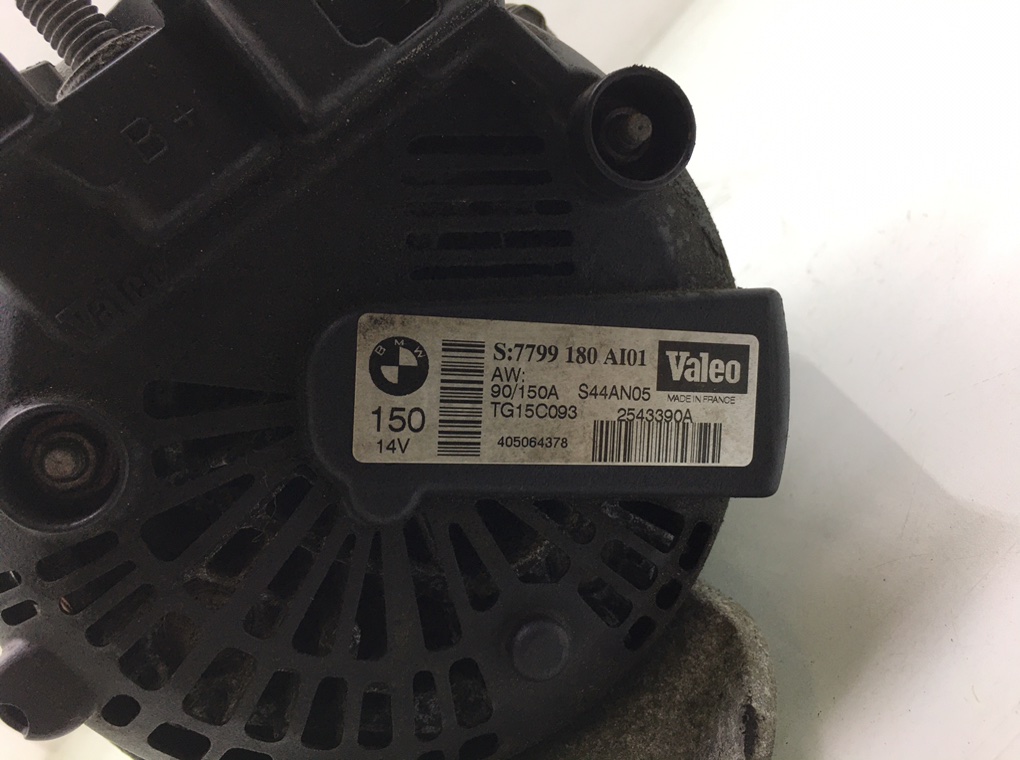 B+
BMW
150
14V
S:7799 180 AI01
AW:
90/150A S44AN05
TG15C093 2543390A
405064378
Valeo
MADE IN FRANCE